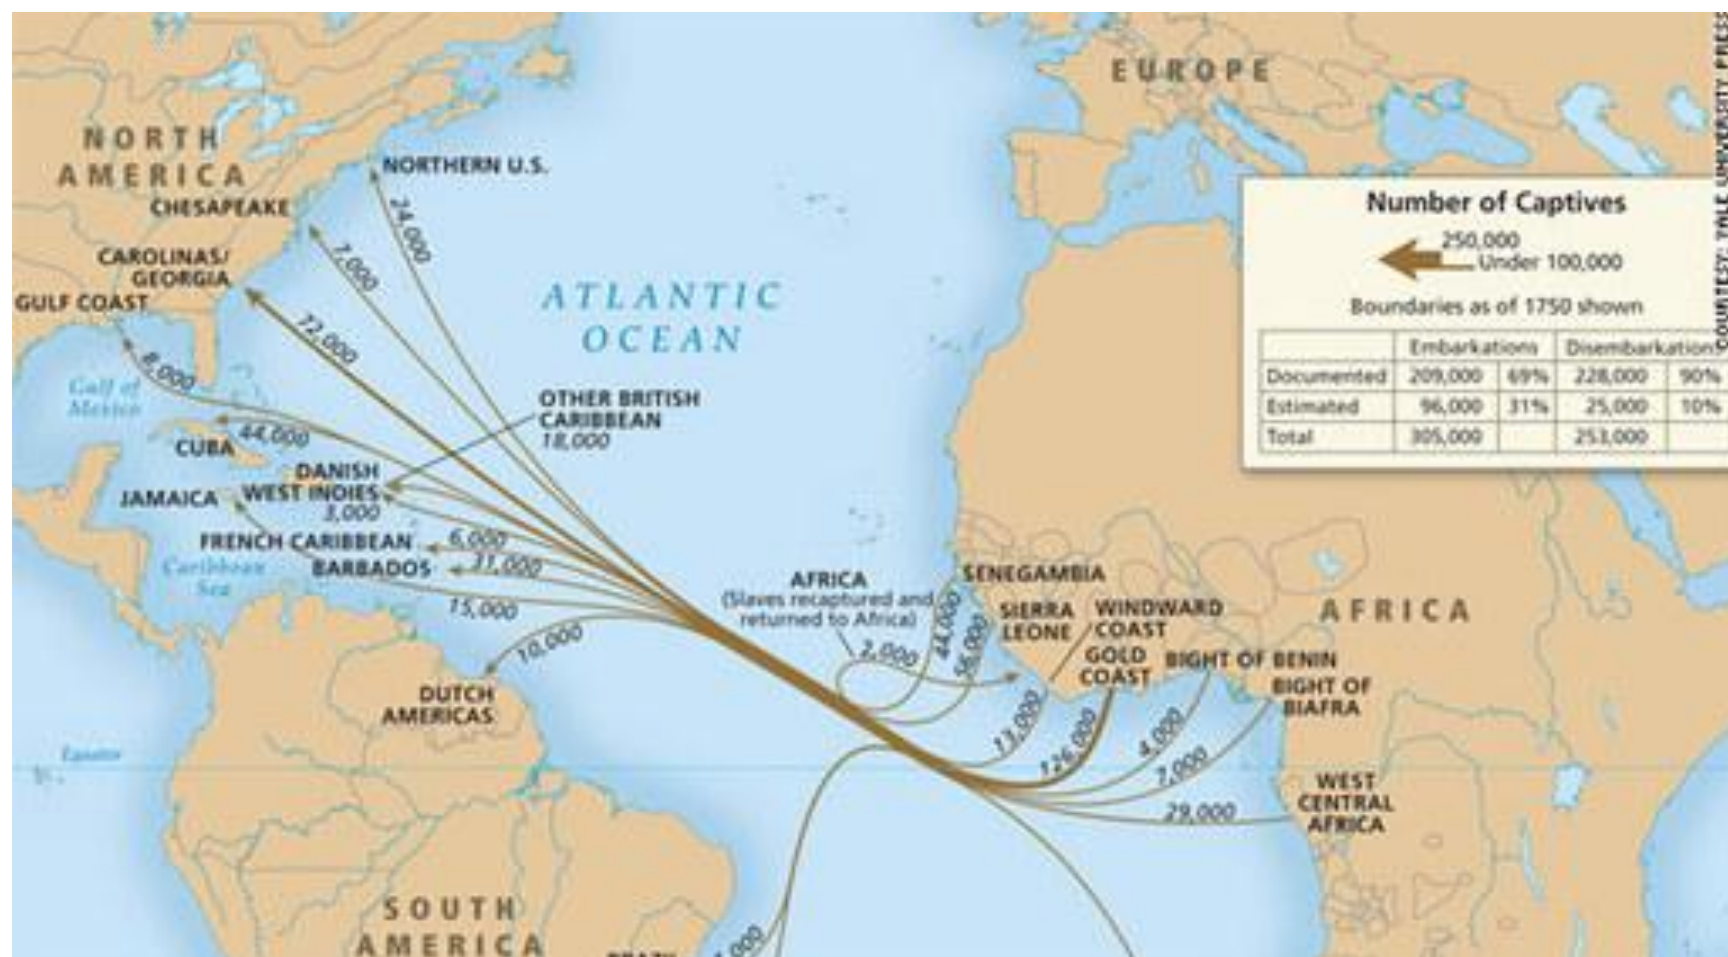 EUROPE
NORTH
AMERICA
NORTHERN U.S.
CHESAPEAKE
24,000
7,000
CAROLINAS/
GEORGIA
GULF COAST
72,000
8,000
Gulf of
Mexico
ATLANTIC
OCEAN
COURTESY: YALE UNIVERSITY PRESS
Number of Captives
250,000
Under 100,000
Boundaries as of 1750 shown
Embarkations Disembarkations
Documented 209,000 69% 228,000 90%
Estimated 96,000 31% 25,000 10%
Total 305,000 253,000
OTHER BRITISH
CARIBBEAN
18,000
44,000
CUBA
DANISH
WEST INDIES
3,000
JAMAICA
FRENCH CARIBBEAN
6,000
BARBADOS
31,000
Caribbean
Sea
15,000
10,000
DUTCH
AMERICAS
AFRICA
(Slaves recaptured and
returned to Africa)
2,000
44,000
56,000
SENEGAMBIA
SIERRA
LEONE
WINDWARD
COAST
GOLD
COAST
AFRICA
BIGHT OF BENIN
BIGHT OF
BIAFRA
13,000
126,000
4,000
7,000
29,000
WEST
CENTRAL
AFRICA
Equator
SOUTH
AMERICA